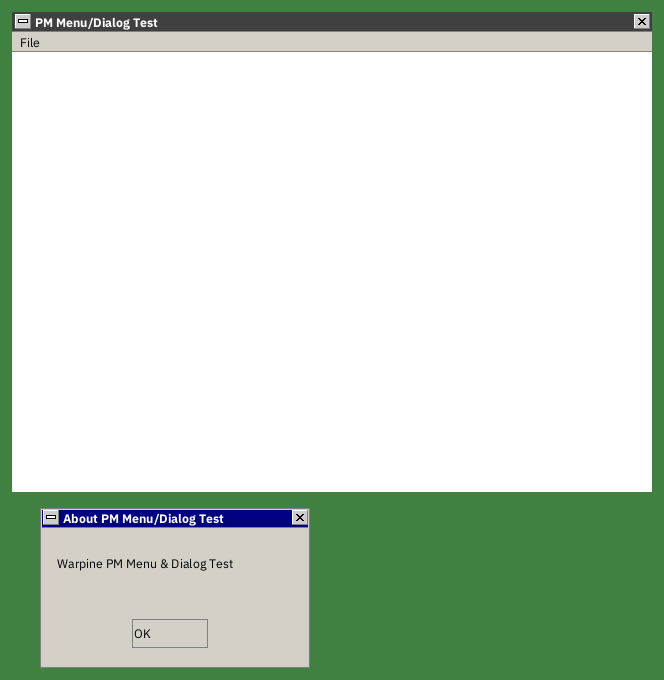 PM Menu/Dialog Test
File
About PM Menu/Dialog Test
Warpine PM Menu & Dialog Test
OK